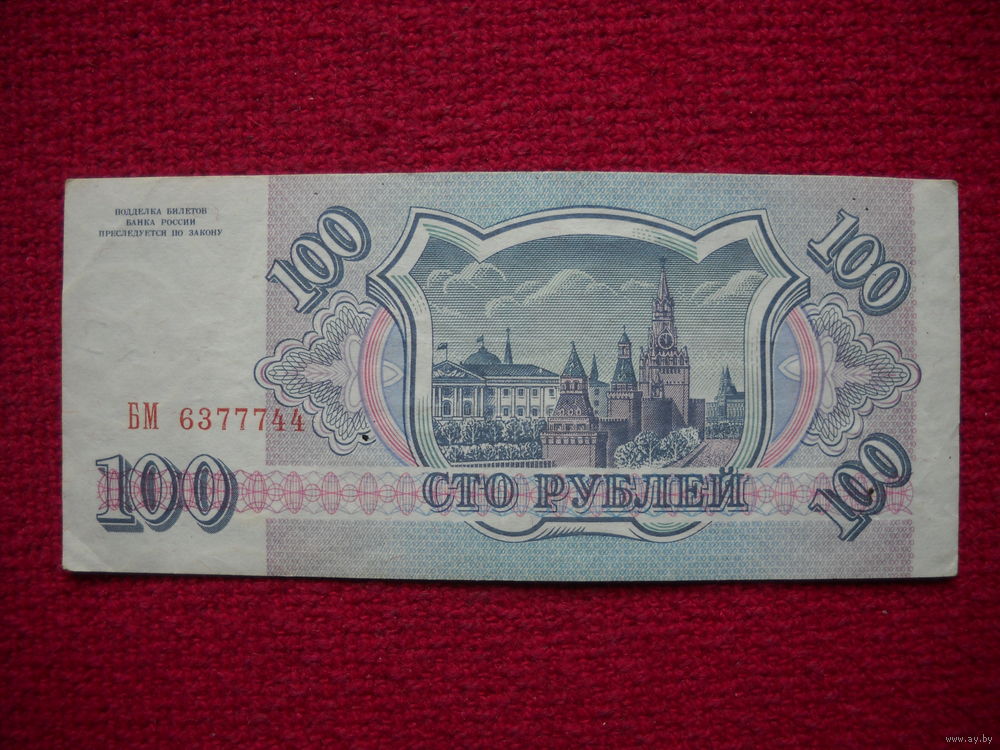 ПОДДЕЛКА БИЛЕТОВ
БАНКА РОССИИ
ПРЕСЛЕДУЕТСЯ ПО ЗАКОНУ
100
100
БМ 6377744
100
СТО РУБЛЕЙ
100
www.ay.by